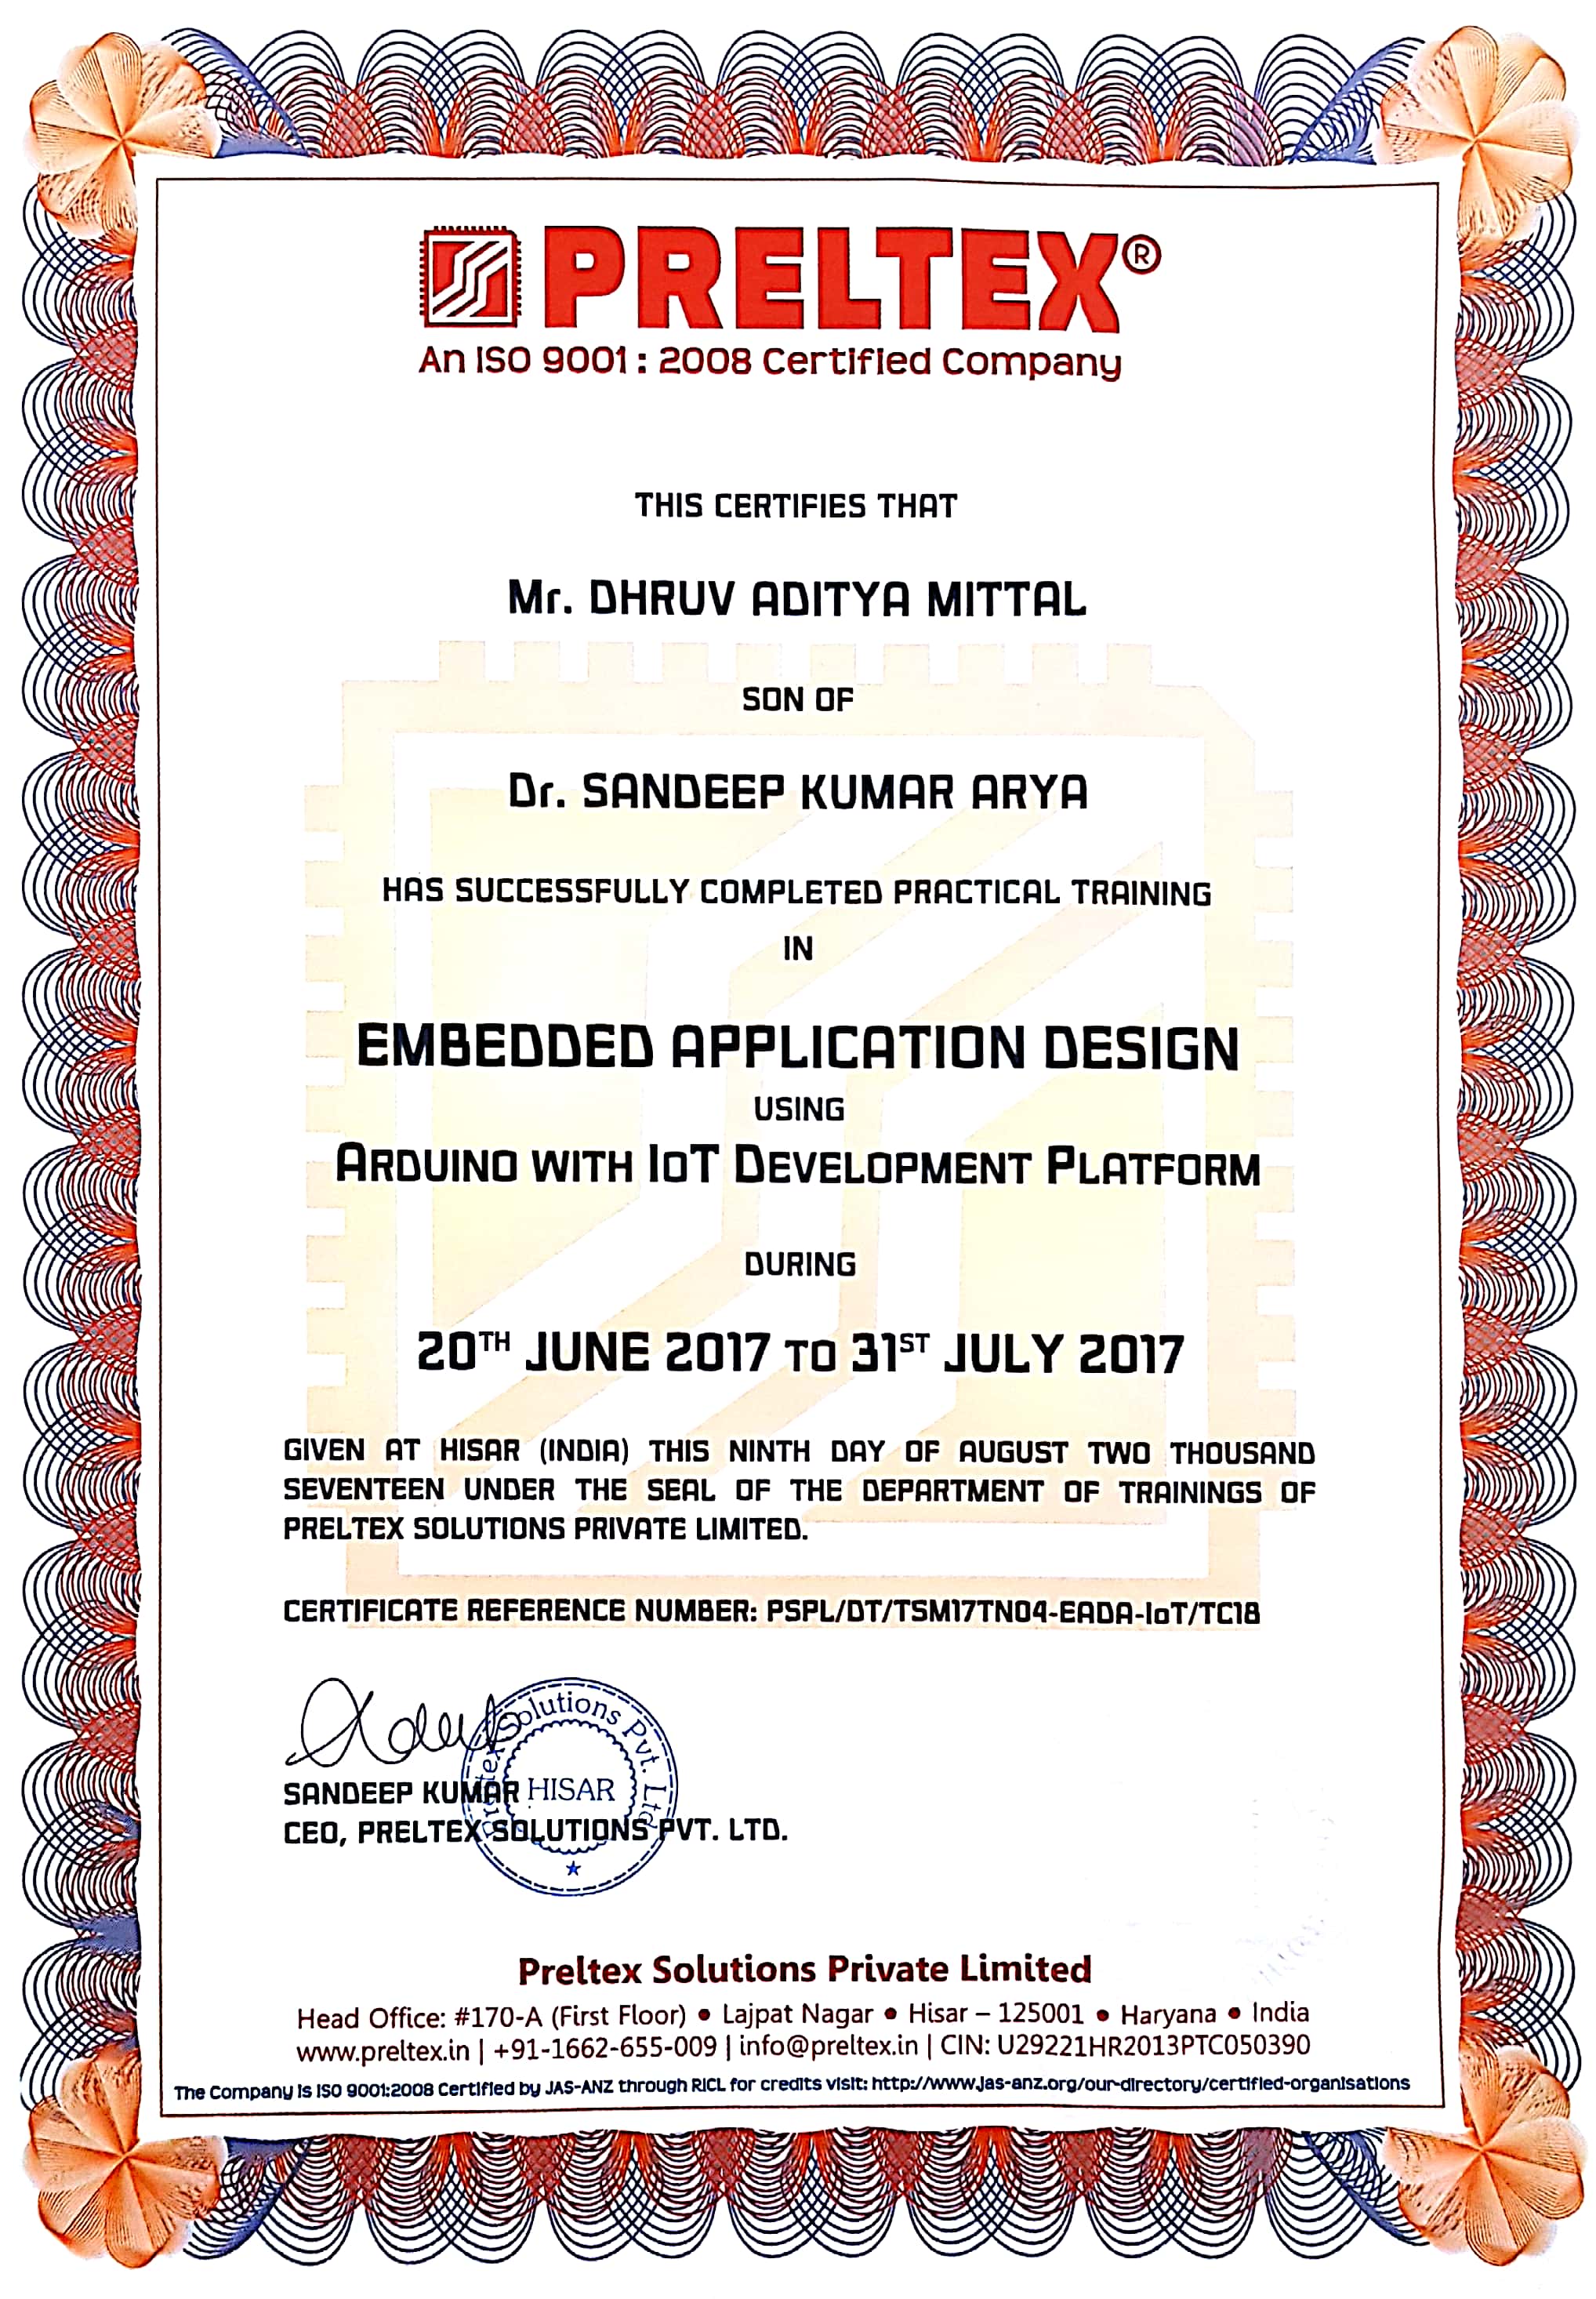 PRELTEX®
An ISO 9001 : 2008 Certified Company
THIS CERTIFIES THAT
Mr. DHRUV ADITYA MITTAL
SON OF
Dr. SANDEEP KUMAR ARYA
HAS SUCCESSFULLY COMPLETED PRACTICAL TRAINING
IN
EMBEDDED APPLICATION DESIGN
USING
ARDUINO WITH IoT DEVELOPMENT PLATFORM
DURING
20TH JUNE 2017 TO 31ST JULY 2017
GIVEN AT HISAR (INDIA) THIS NINTH DAY OF AUGUST TWO THOUSAND
SEVENTEEN UNDER THE SEAL OF THE DEPARTMENT OF TRAININGS OF
PRELTEX SOLUTIONS PRIVATE LIMITED.
CERTIFICATE REFERENCE NUMBER: PSPL/DT/TSM17TN04-EADA-IoT/TC18
Preltex Solutions Pvt. Ltd.
HISAR
SANDEEP KUMAR
CEO, PRELTEX SOLUTIONS PVT. LTD.
Preltex Solutions Private Limited
Head Office: #170-A (First Floor) • Lajpat Nagar • Hisar – 125001 • Haryana • India
www.preltex.in | +91-1662-655-009 | info@preltex.in | CIN: U29221HR2013PTC050390
The Company is ISO 9001:2008 Certified by JAS-ANZ through RICL for credits visit: http://www.jas-anz.org/our-directory/certified-organisations